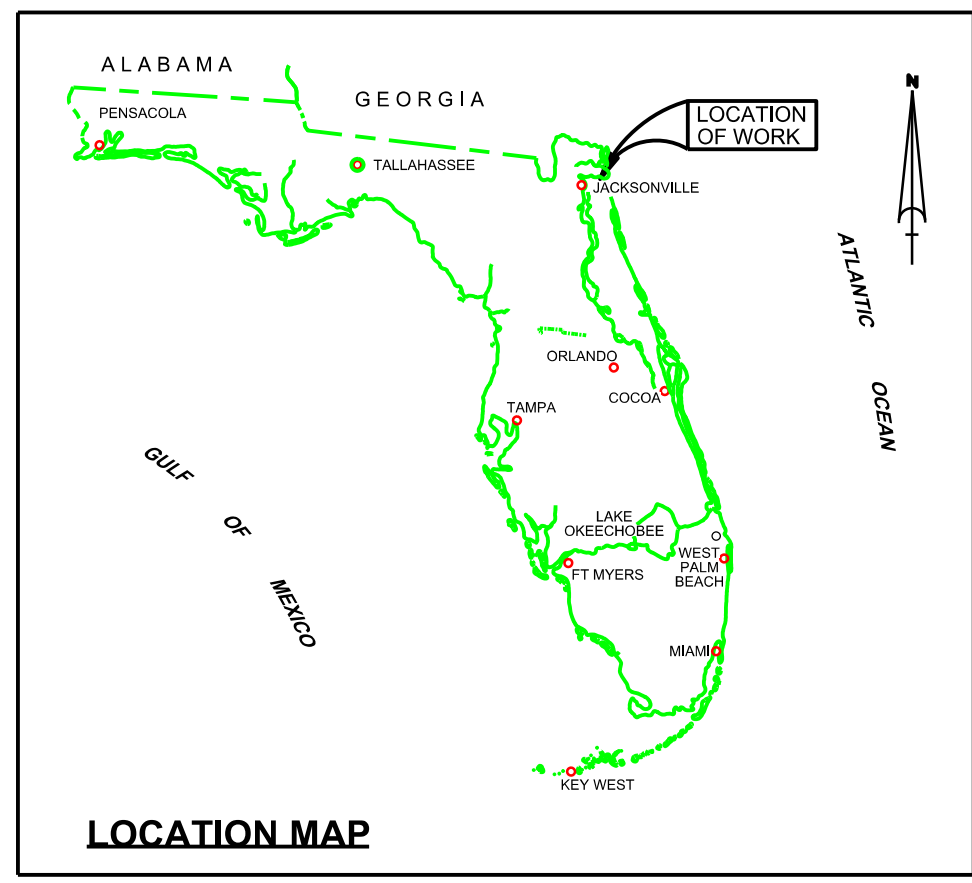 ALABAMA
GEORGIA
N
PENSACOLA
LOCATION
OF WORK
TALLAHASSEE
JACKSONVILLE
ATLANTIC
OCEAN
ORLANDO
COCOA
TAMPA
GULF
OF
MEXICO
LAKE
OKEECHOBEE
WEST
PALM
BEACH
FT MYERS
MIAMI
KEY WEST
LOCATION MAP